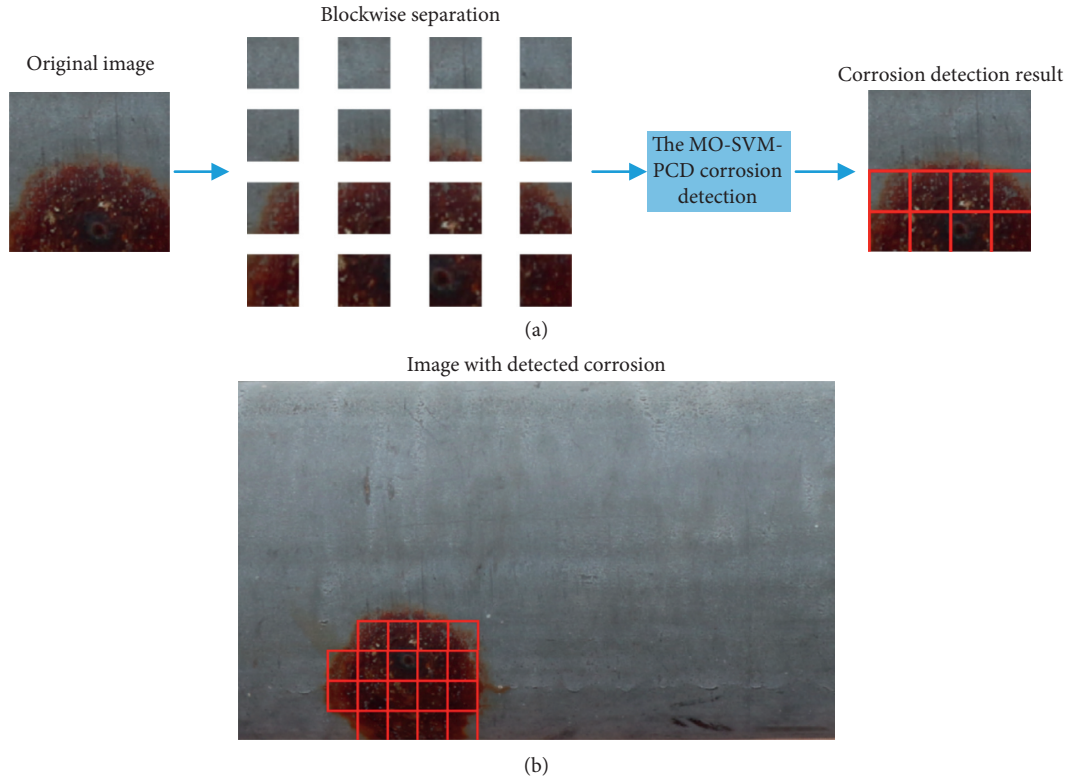 Blockwise separation
Original image
Corrosion detection result
The MO-SVM-
PCD corrosion
detection
(a)
Image with detected corrosion
(b)